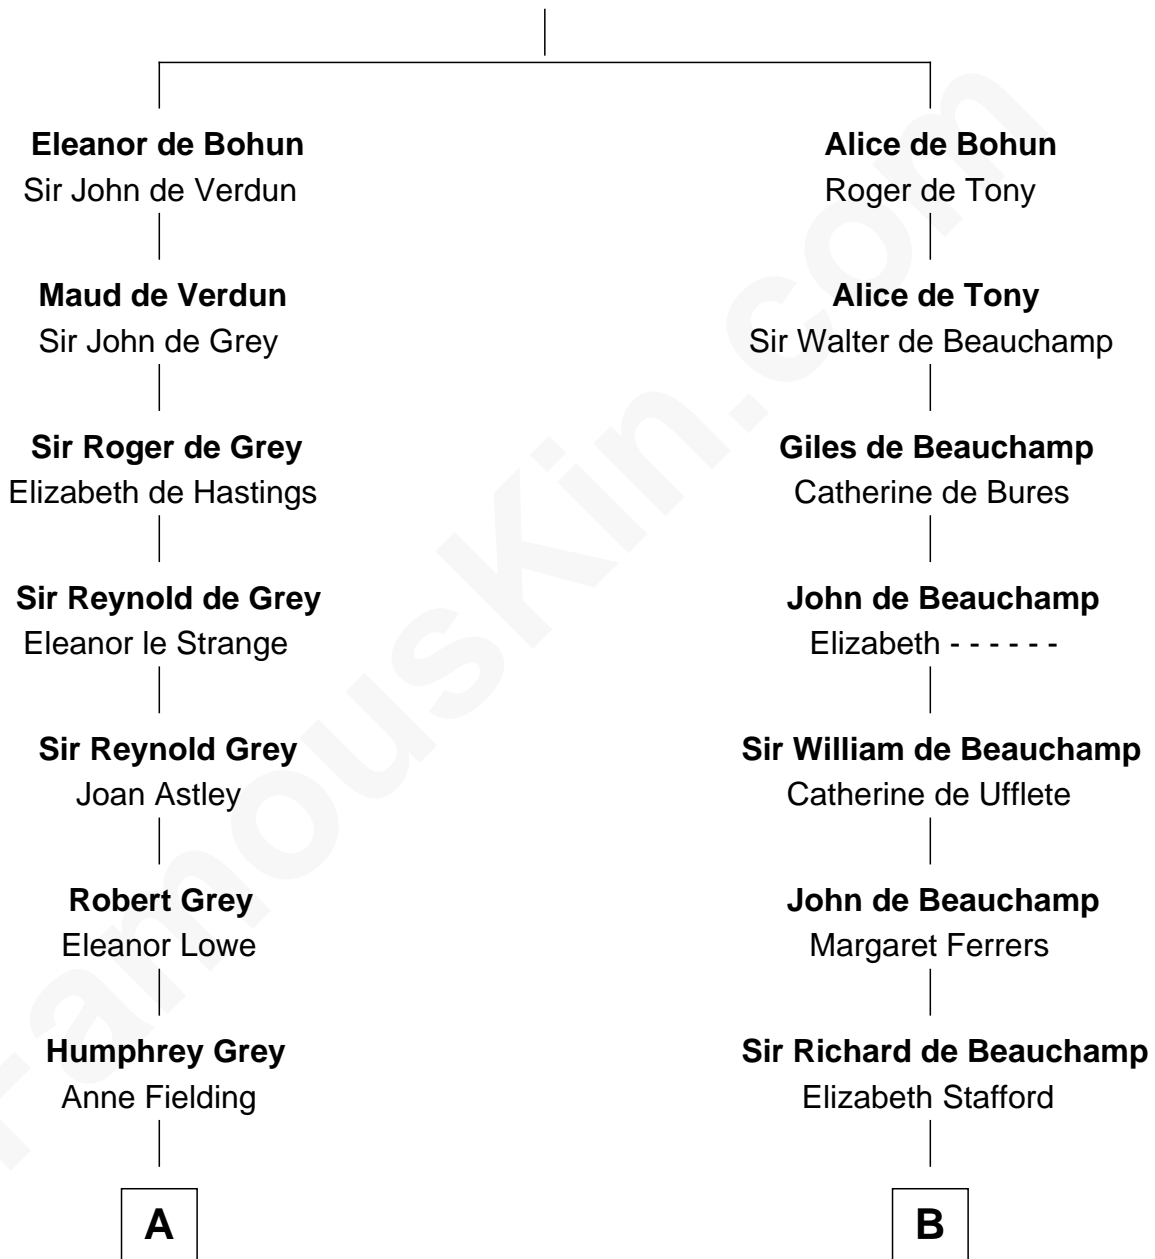 Eleanor de Bohun
Sir John de Verdun
Alice de Bohun
Roger de Tony
Maud de Verdun
Sir John de Grey
Alice de Tony
Sir Walter de Beauchamp
Sir Roger de Grey
Elizabeth de Hastings
Giles de Beauchamp
Catherine de Bures
Sir Reynold de Grey
Eleanor le Strange
John de Beauchamp
Elizabeth - - - - - -
Sir Reynold Grey
Joan Astley
Sir William de Beauchamp
Catherine de Ufflete
Robert Grey
Eleanor Lowe
John de Beauchamp
Margaret Ferrers
Humphrey Grey
Anne Fielding
Sir Richard de Beauchamp
Elizabeth Stafford
A
B
FamousKin.com